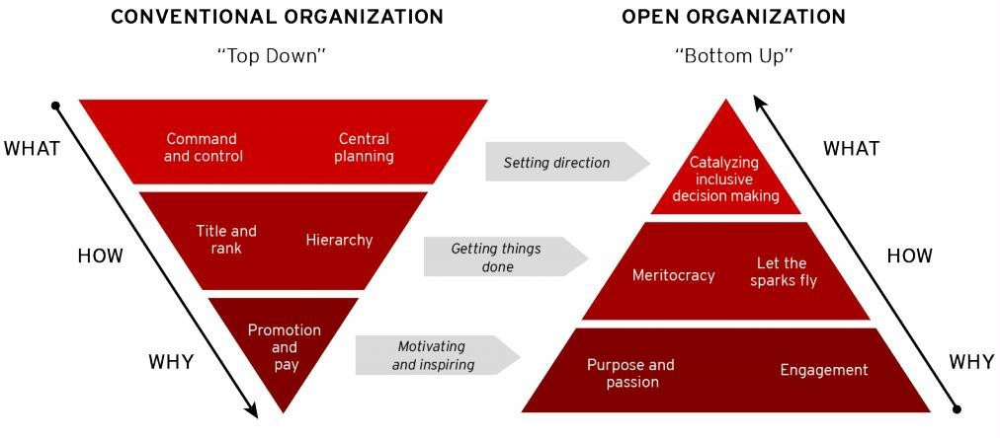 CONVENTIONAL ORGANIZATION
"Top Down"
WHAT
HOW
WHY
Command
and control
Central
planning
Title and
rank
Hierarchy
Promotion
and
pay
Setting direction
Getting things
done
Motivating
and inspiring
OPEN ORGANIZATION
"Bottom Up"
Catalyzing
inclusive
decision making
Meritocracy
Let the
sparks fly
Purpose and
passion
Engagement
WHAT
HOW
WHY